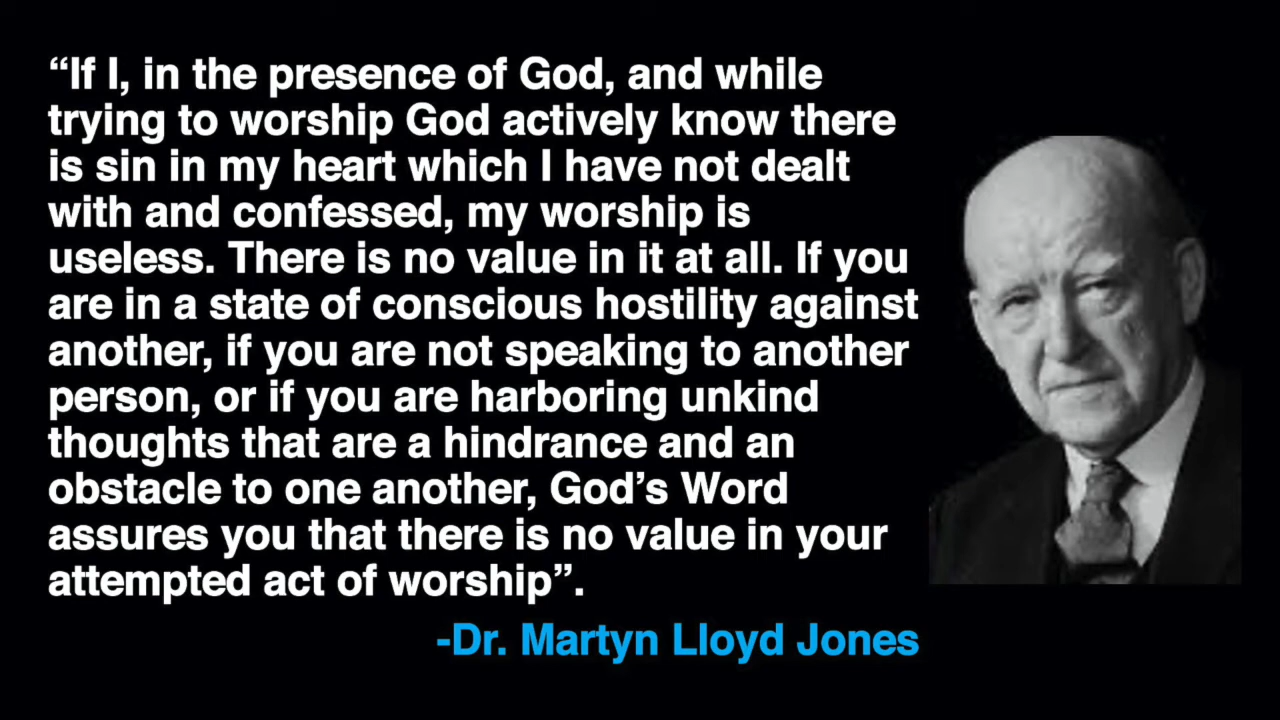 “If I, in the presence of God, and while
trying to worship God actively know there
is sin in my heart which I have not dealt
with and confessed, my worship is
useless. There is no value in it at all. If you
are in a state of conscious hostility against
another, if you are not speaking to another
person, or if you are harboring unkind
thoughts that are a hindrance and an
obstacle to one another, God’s Word
assures you that there is no value in your
attempted act of worship”.
-Dr. Martyn Lloyd Jones